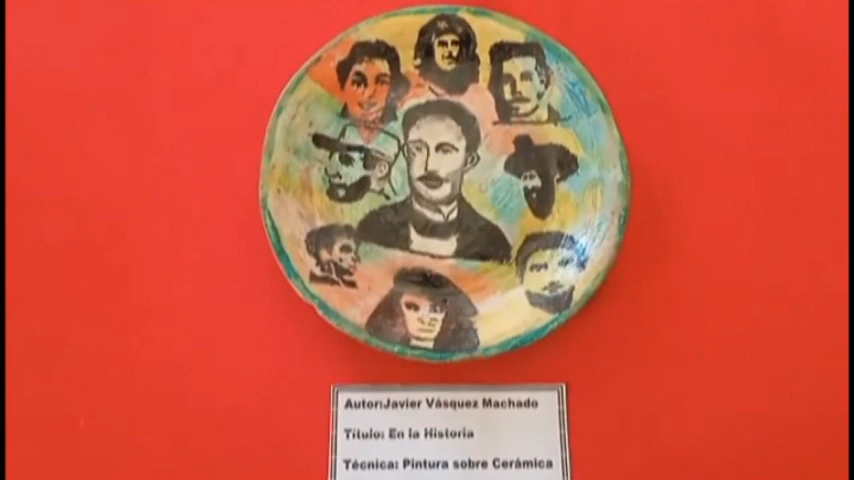 Autor:Javier Vásquez Machado
Título: En la Historia
Técnica: Pintura sobre Cerámica